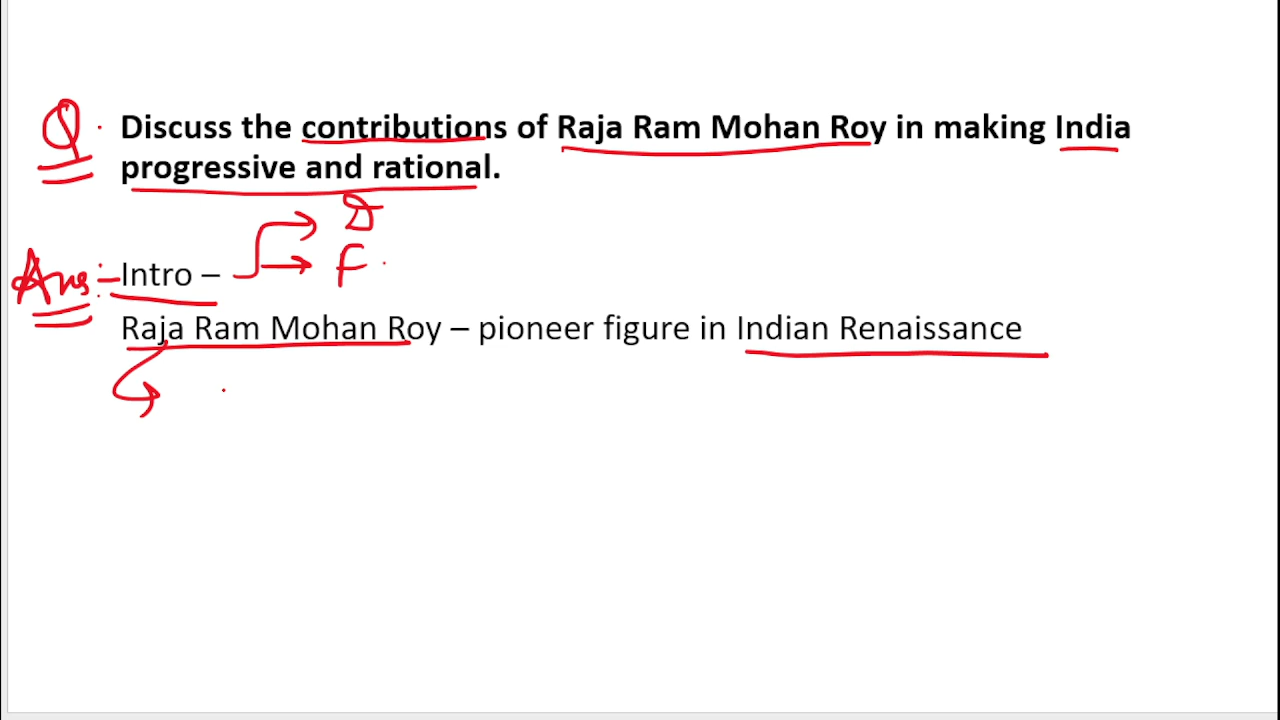 Q. Discuss the contributions of Raja Ram Mohan Roy in making India
progressive and rational.
D
Ans:- Intro –
F
Raja Ram Mohan Roy – pioneer figure in Indian Renaissance